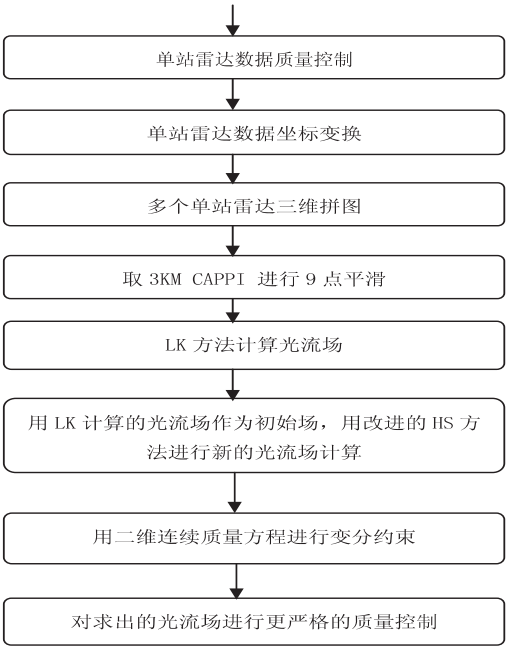 单站雷达数据质量控制
单站雷达数据坐标变换
多个单站雷达三维拼图
取 3KM CAPPI 进行 9 点平滑
LK 方法计算光流场
用 LK 计算的光流场作为初始场，用改进的 HS 方
法进行新的光流场计算
用二维连续质量方程进行变分约束
对求出的光流场进行更严格的质量控制